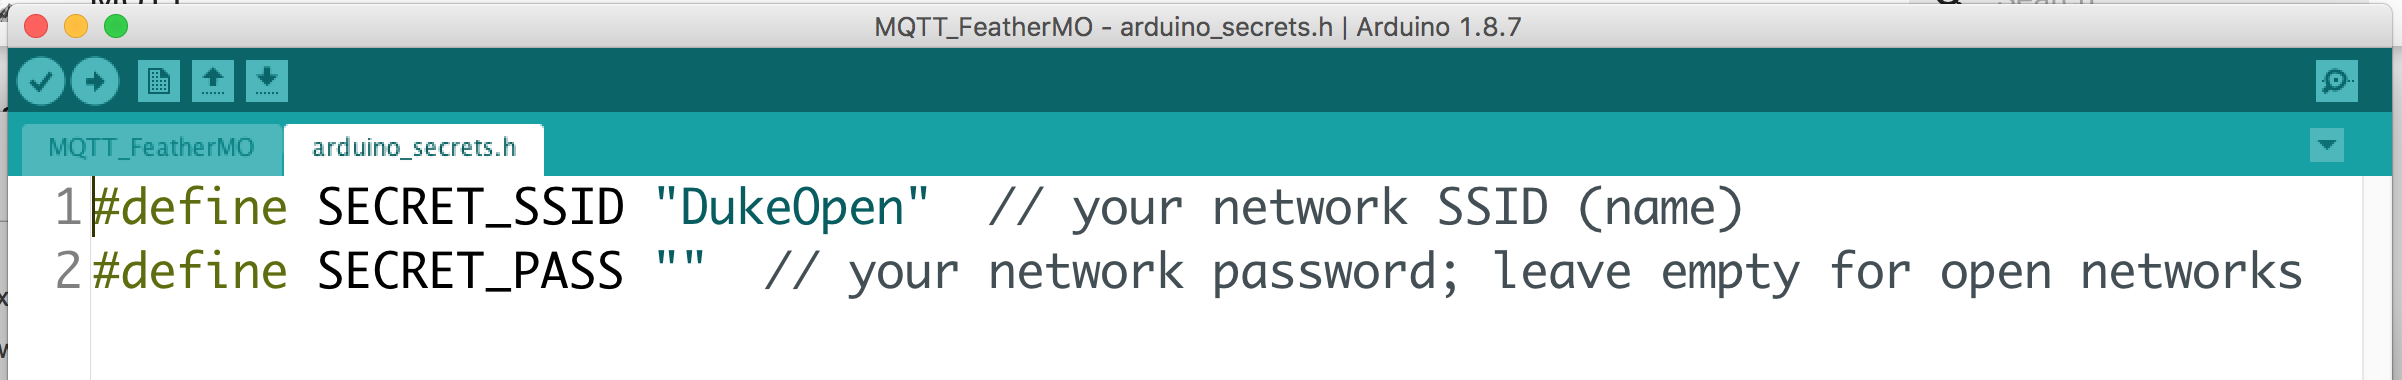 MQTT_FeatherMO - arduino_secrets.h | Arduino 1.8.7
MQTT_FeatherMO
arduino_secrets.h
1 #define SECRET_SSID "DukeOpen"  // your network SSID (name)
2 #define SECRET_PASS ""  // your network password; leave empty for open networks